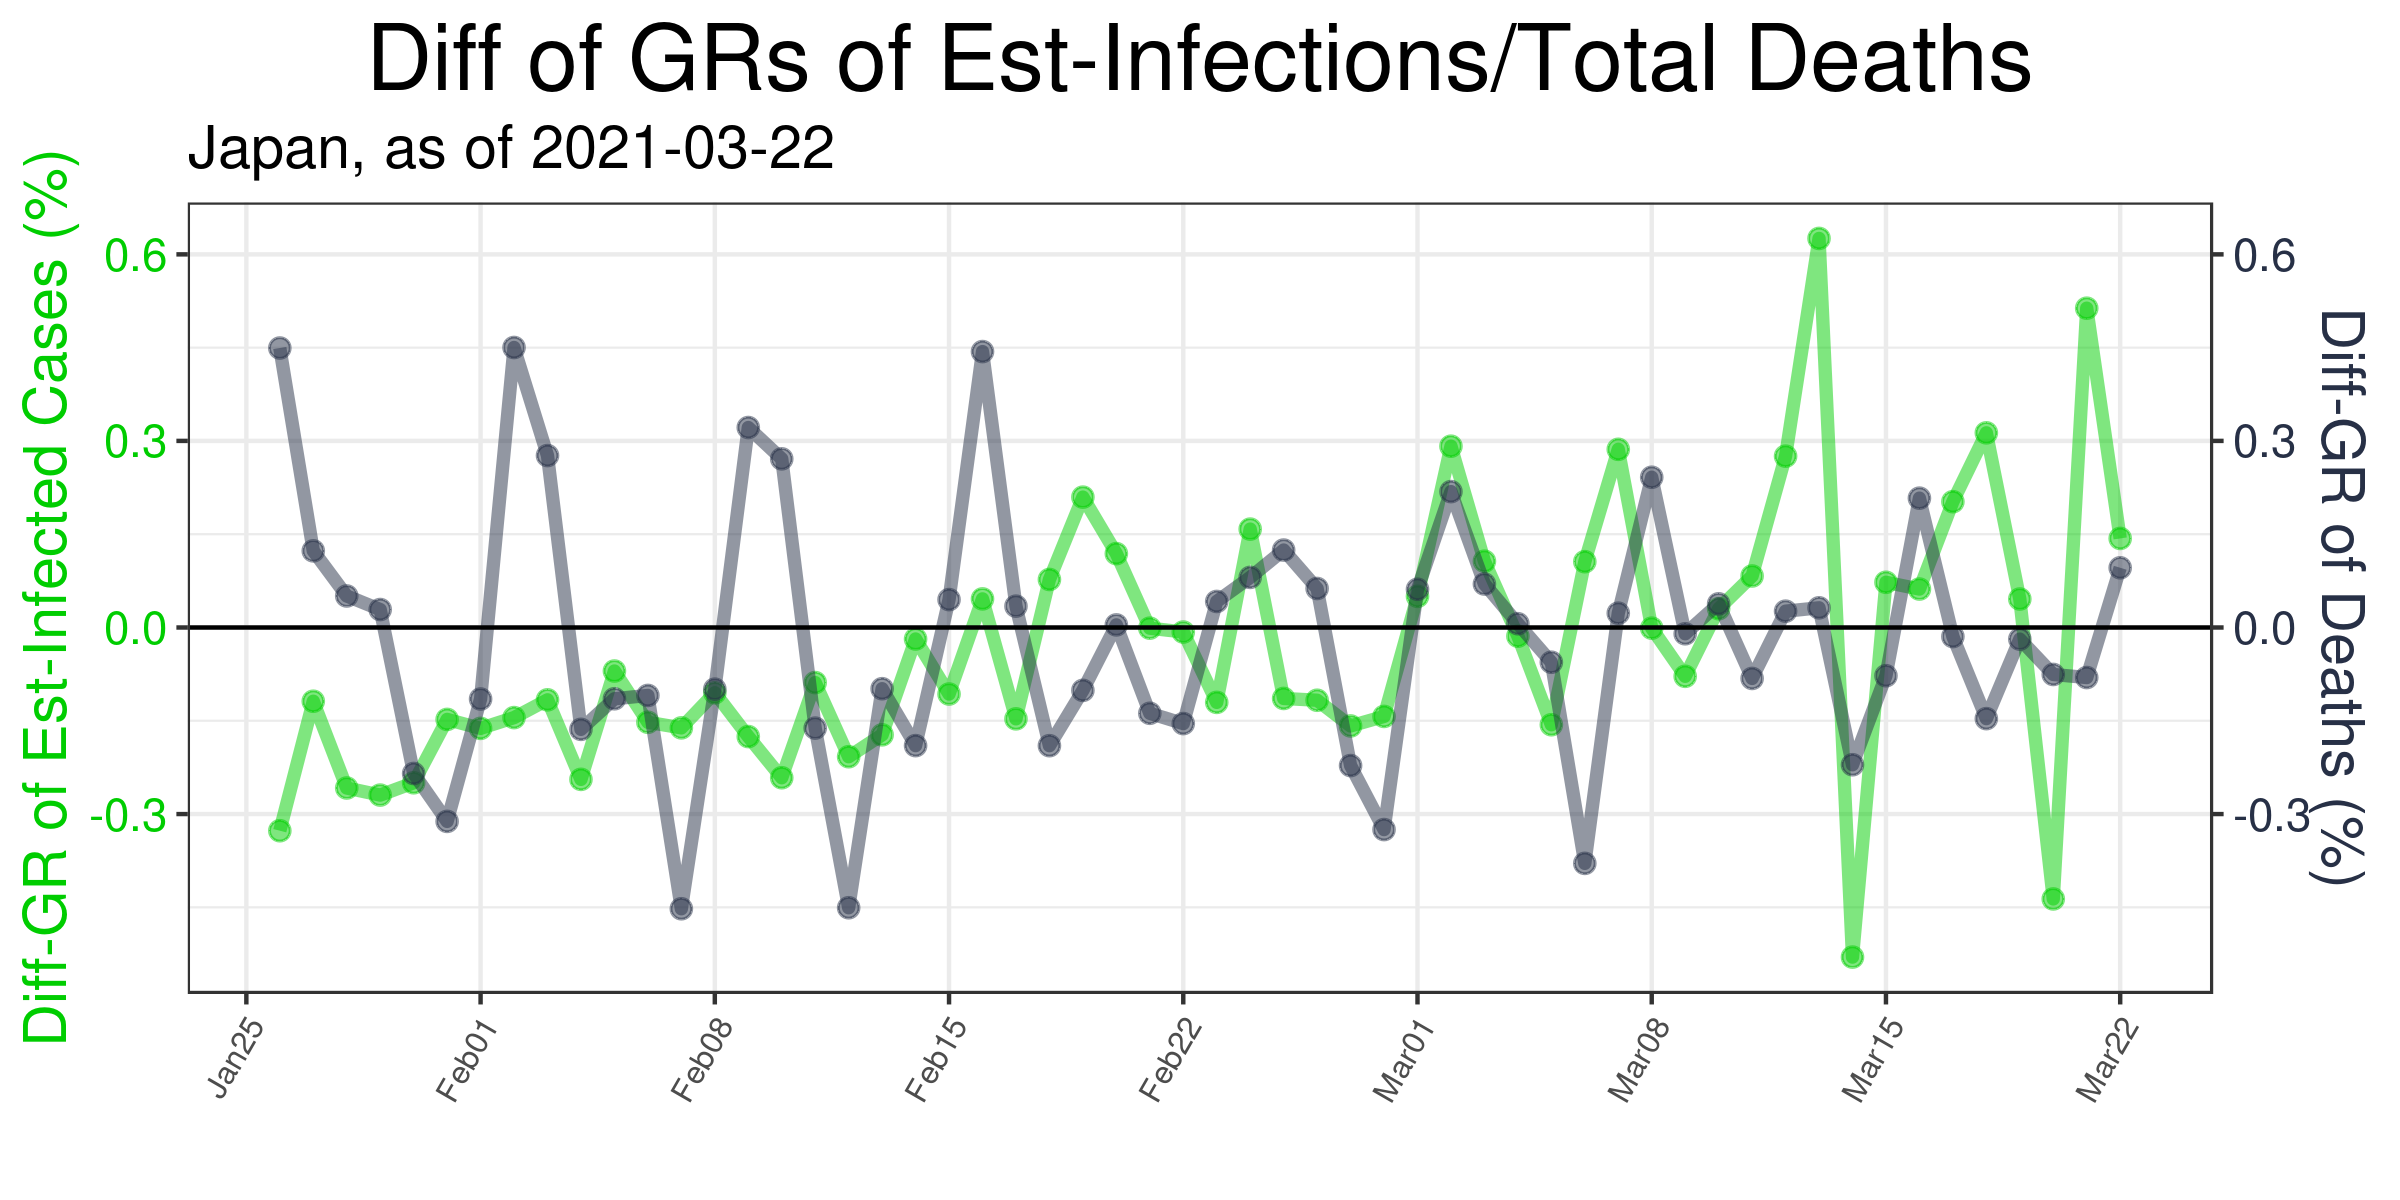 Diff of GRs of Est-Infections/Total Deaths
Japan, as of 2021-03-22
Diff-GR of Est-Infected Cases (%)
0.6
0.3
0.0
-0.3
0.6
0.3
0.0
-0.3
Diff-GR of Deaths (%)
Jan25
Feb01
Feb08
Feb15
Feb22
Mar01
Mar08
Mar15
Mar22